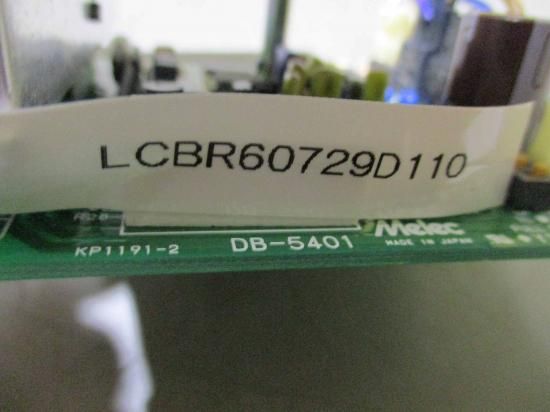 LCBR60729D110
KP1191-2 DB-5401 Melec
MADE IN JAPAN